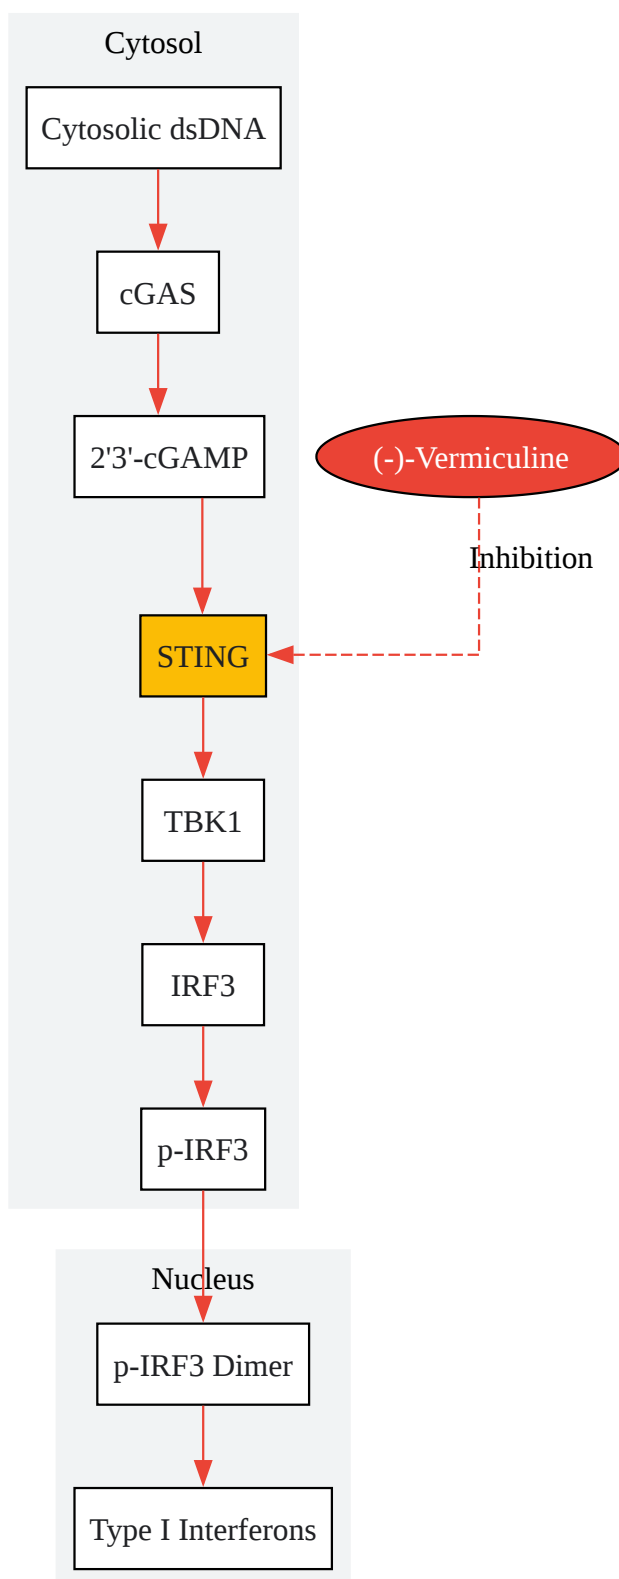 Cytosol
Cytosolic dsDNA
cGAS
2'3'-cGAMP
(-)-Vermiculine
Inhibition
STING
TBK1
IRF3
p-IRF3
Nucleus
p-IRF3 Dimer
Type I Interferons